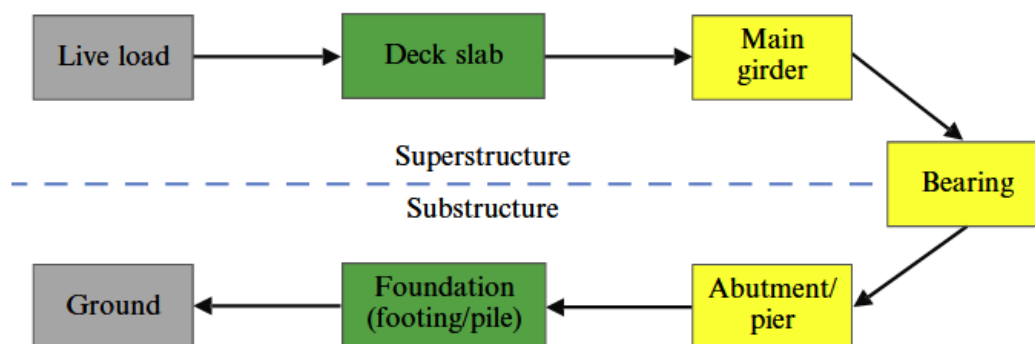 Live load
Deck slab
Main
girder
Superstructure
Bearing
Substructure
Ground
Foundation
(footing/pile)
Abutment/
pier